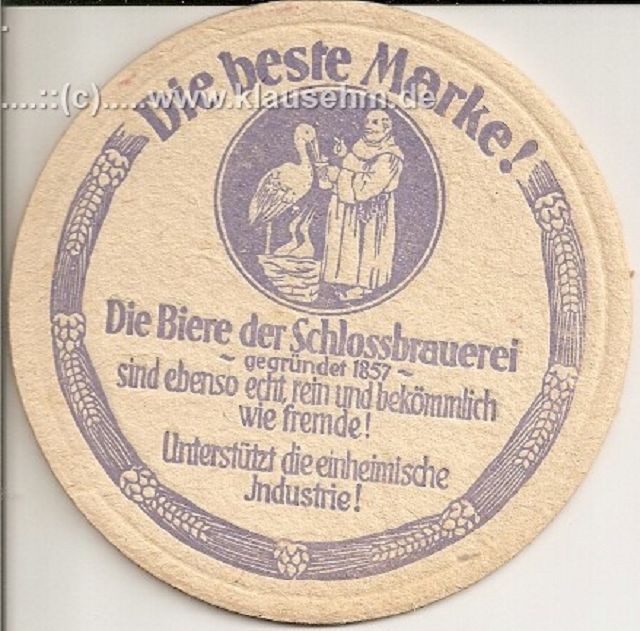 Die beste Marke!
.....::(c).....www.klausehm.de
Die Biere der Schlossbrauerei
~ gegründet 1857 ~
sind ebenso echt, rein und bekömmlich
wie fremde!
Unterstützt die einheimische
Jndustrie!